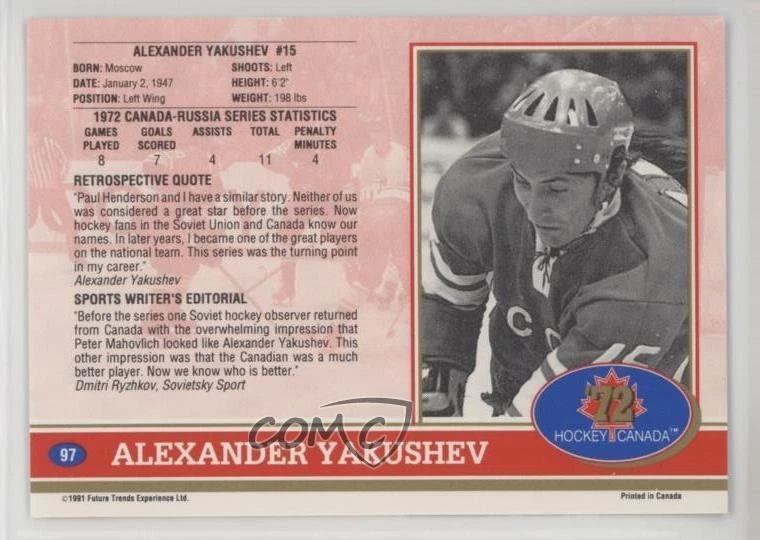 ALEXANDER YAKUSHEV #15
BORN: Moscow SHOOTS: Left
DATE: January 2, 1947 HEIGHT: 6'2"
POSITION: Left Wing WEIGHT: 198 lbs
1972 CANADA-RUSSIA SERIES STATISTICS
GAMES GOALS ASSISTS TOTAL PENALTY
PLAYED SCORED MINUTES
8 7 4 11 4
RETROSPECTIVE QUOTE
"Paul Henderson and I have a similar story. Neither of us
was considered a great star before the series. Now
hockey fans in the Soviet Union and Canada know our
names. In later years, I became one of the great players
on the national team. This series was the turning point
in my career."
Alexander Yakushev
SPORTS WRITER'S EDITORIAL
"Before the series one Soviet hockey observer returned
from Canada with the overwhelming impression that
Peter Mahovlich looked like Alexander Yakushev. This
other impression was that the Canadian was a much
better player. Now we know who is better."
Dmitri Ryzhkov, Sovietsky Sport
C C
15
'72
HOCKEY CANADA™
COMC
97 ALEXANDER YAKUSHEV
©1991 Future Trends Experience Ltd. Printed in Canada